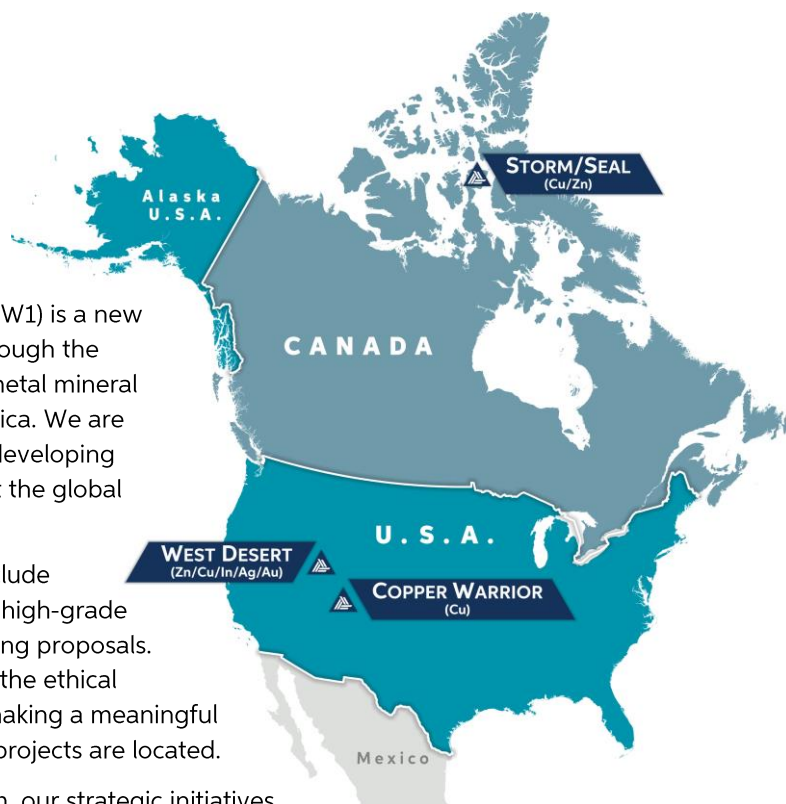 STORM/SEAL
(Cu/Zn)
Alaska
U.S.A.
CANADA
W1) is a new
ough the
netal mineral
ica. We are
developing
t the global
U.S.A.
WEST DESERT
(Zn/Cu/In/Ag/Au)
COPPER WARRIOR
(Cu)
lude
high-grade
ng proposals.
the ethical
naking a meaningful
projects are located.
Mexico
n, our strategic initiatives